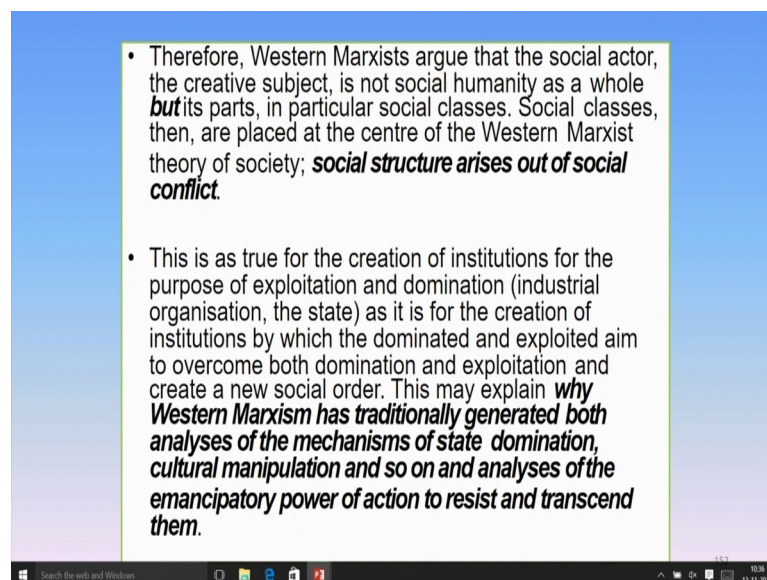 • Therefore, Western Marxists argue that the social actor,
the creative subject, is not social humanity as a whole
but its parts, in particular social classes. Social classes,
then, are placed at the centre of the Western Marxist
theory of society; social structure arises out of social
conflict.
• This is as true for the creation of institutions for the
purpose of exploitation and domination (industrial
organisation, the state) as it is for the creation of
institutions by which the dominated and exploited aim
to overcome both domination and exploitation and
create a new social order. This may explain why
Western Marxism has traditionally generated both
analyses of the mechanisms of state domination,
cultural manipulation and so on and analyses of the
emancipatory power of action to resist and transcend
them.
Search the web and Windows
10:36